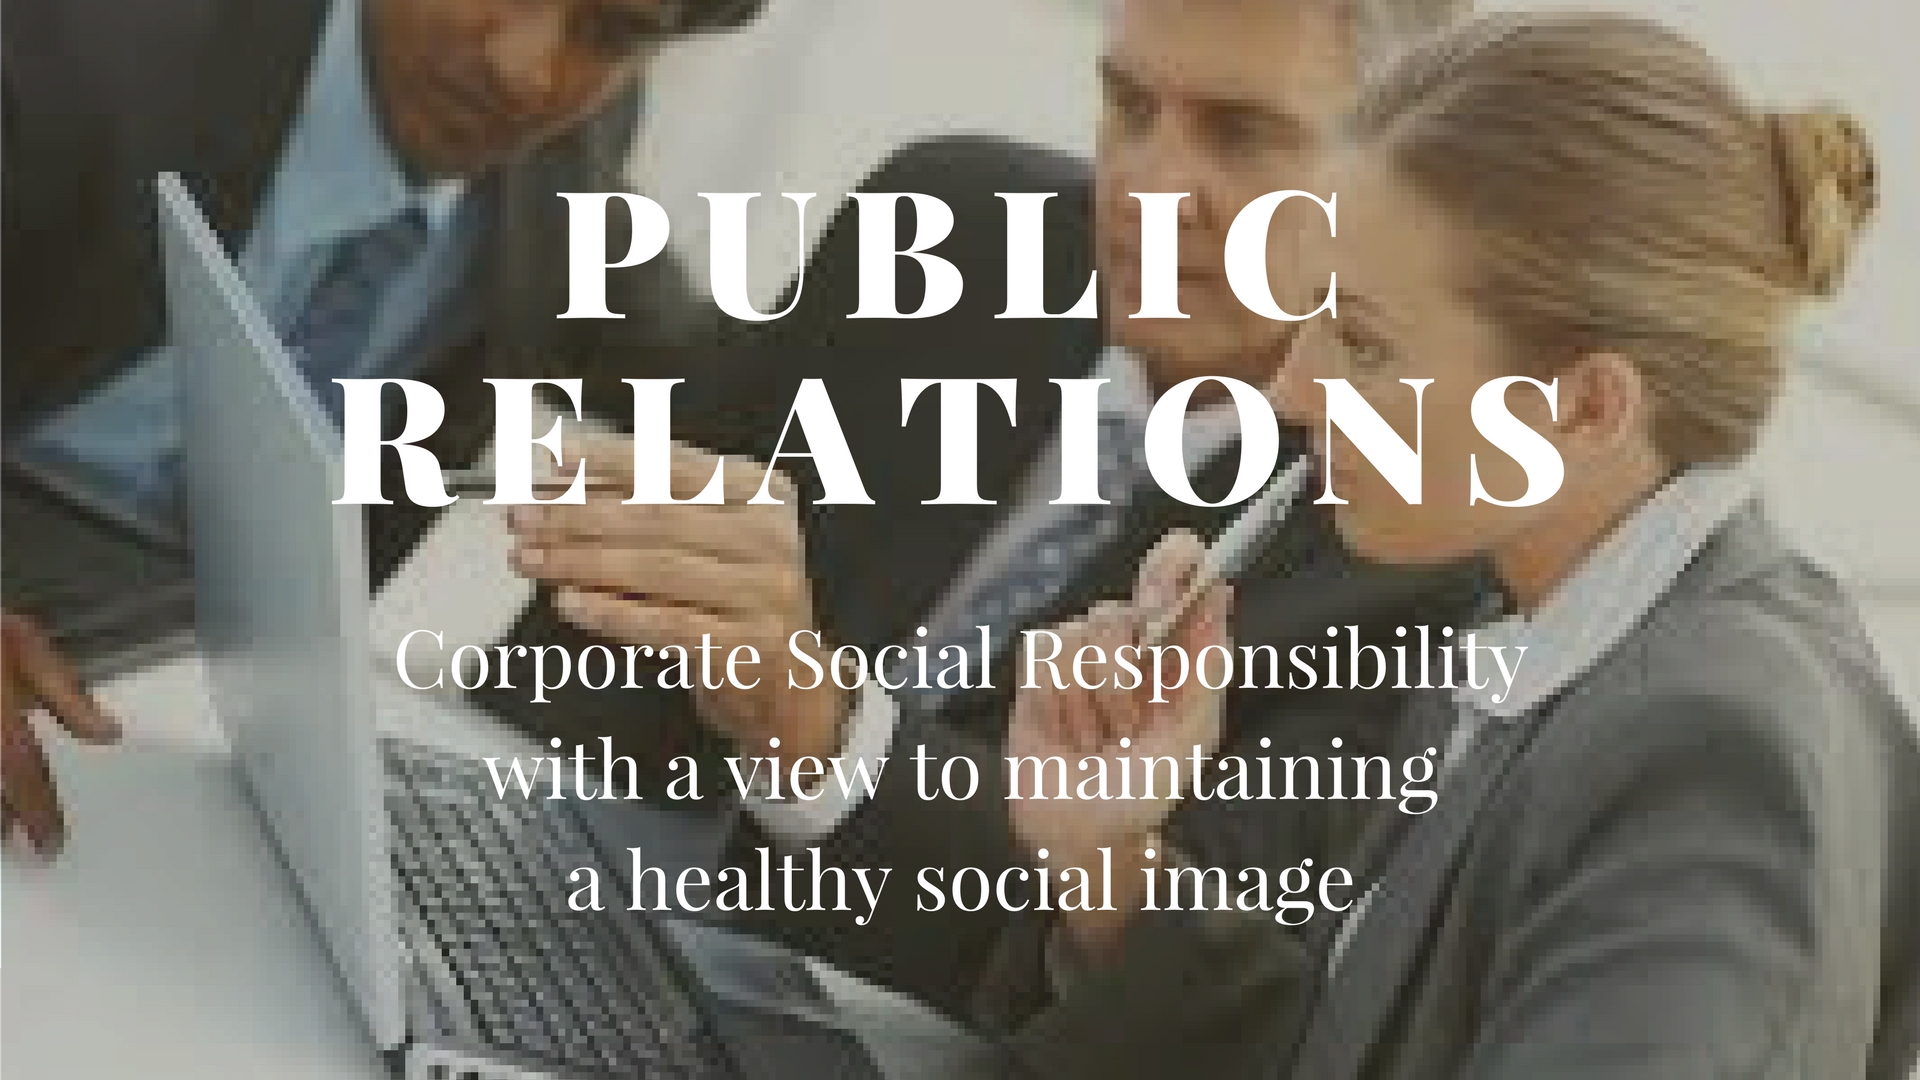 PUBLIC
RELATIONS
Corporate Social Responsibility
with a view to maintaining
a healthy social image